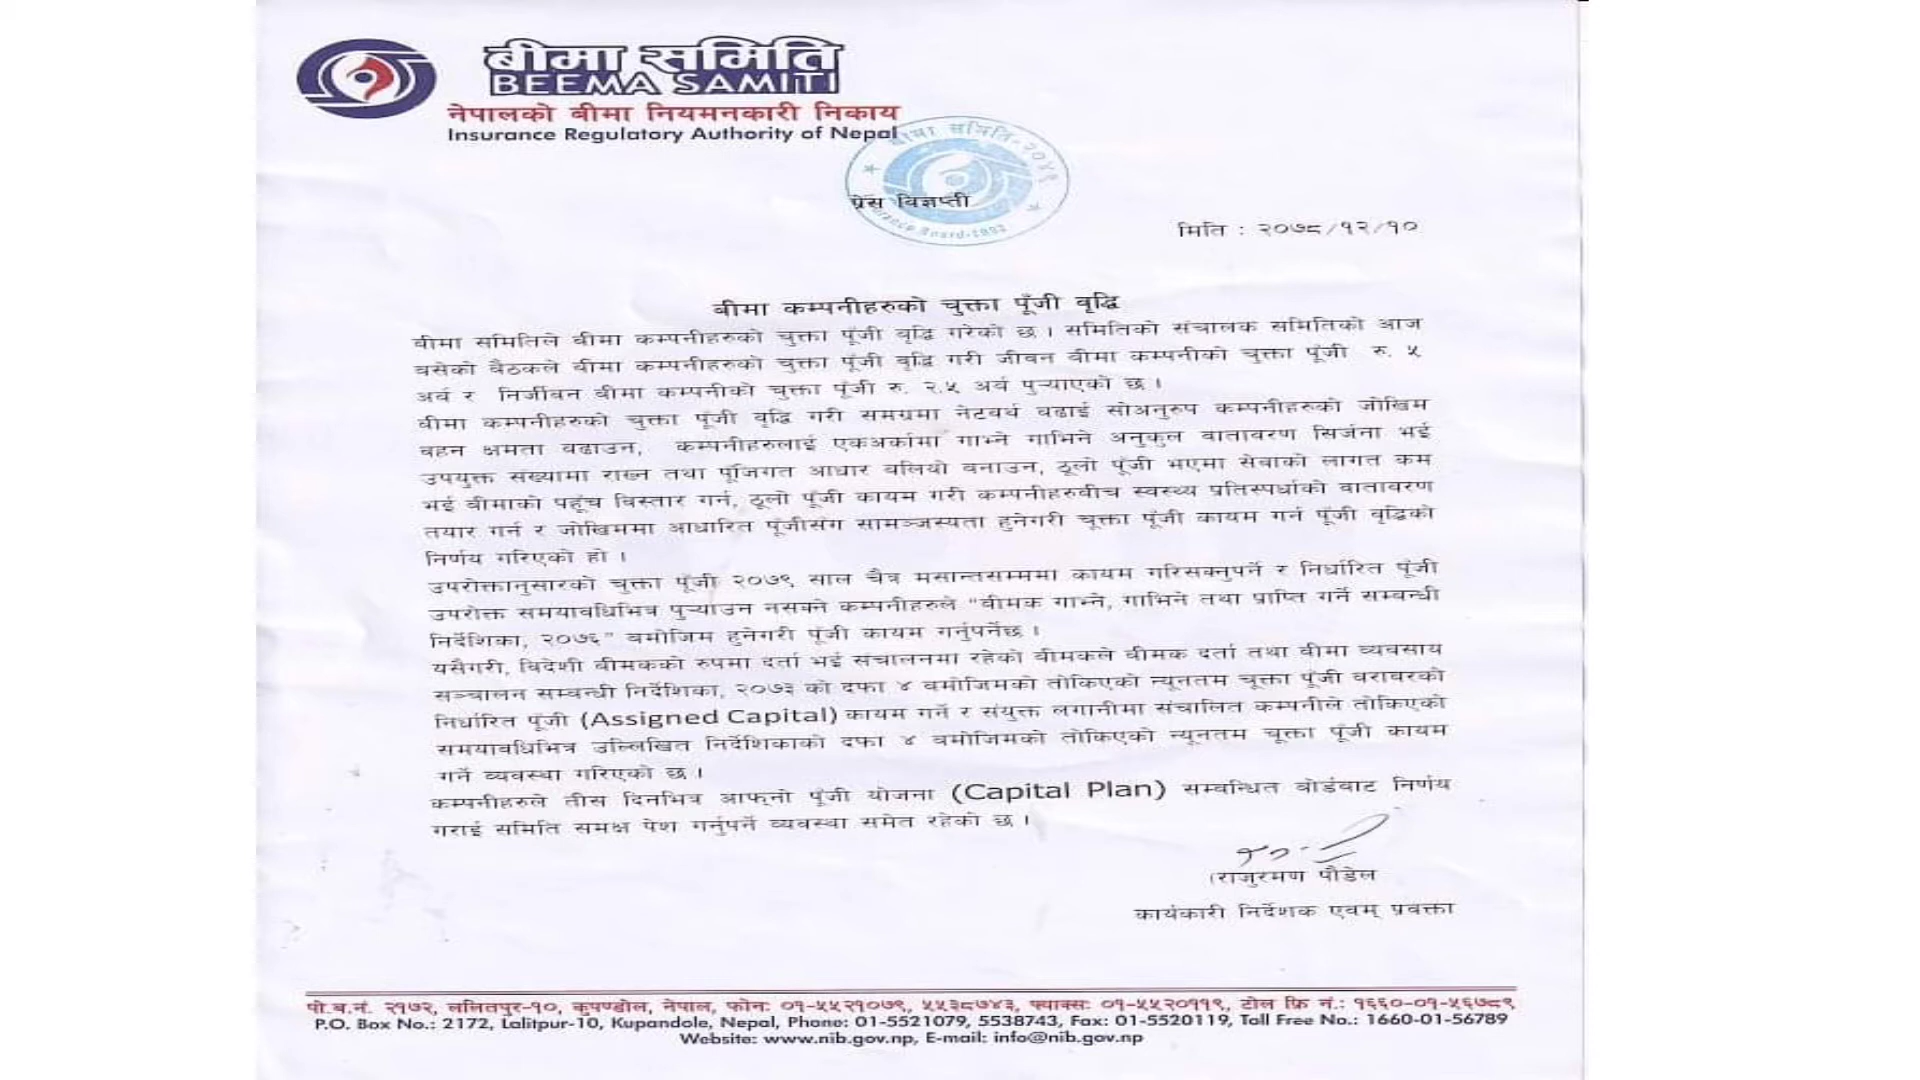 बीमा समिति
BEEMA SAMITI
नेपालको बीमा नियमनकारी निकाय
Insurance Regulatory Authority of Nepal
बीमा समिति-२०४९
Insurance Board-1992
प्रेस विज्ञप्ती
मिति : २०७८/१२/१०
बीमा कम्पनीहरुको चुक्ता पूँजी वृद्धि
बीमा समितिले बीमा कम्पनीहरुको चुक्ता पूँजी वृद्धि गरेको छ । समितिको संचालक समितिको आज
बसेको बैठकले बीमा कम्पनीहरुको चुक्ता पूँजी वृद्धि गरी जीवन बीमा कम्पनीको चुक्ता पूँजी रु. ५
अर्ब र निर्जीवन बीमा कम्पनीको चुक्ता पूँजी रु. २.५ अर्ब पुऱ्याएको छ ।
बीमा कम्पनीहरुको चुक्ता पूँजी वृद्धि गरी समग्रमा नेटवर्थ बढाई सोअनुरुप कम्पनीहरुको जोखिम
बहन क्षमता बढाउन, कम्पनीहरुलाई एकअर्कामा गाभ्ने गाभिने अनुकुल वातावरण सिर्जना भई
उपयुक्त संख्यामा राख्न तथा पूँजिगत आधार बलियो बनाउन, ठूलो पूँजी भएमा सेवाको लागत कम
भई बीमाको पहूँच विस्तार गर्न, ठूलो पूँजी कायम गरी कम्पनीहरुबीच स्वस्थ्य प्रतिस्पर्धाको वातावरण
तयार गर्न र जोखिममा आधारित पूँजीसंग सामञ्जस्यता हुनेगरी चूक्ता पूँजी कायम गर्न पूँजी वृद्धिको
निर्णय गरिएको हो ।
उपरोक्तानुसारको चुक्ता पूँजी २०७९ साल चैत्र मसान्तसम्ममा कायम गरिसक्नुपर्ने र निर्धारित पूँजी
उपरोक्त समयावधिभित्र पुऱ्याउन नसक्ने कम्पनीहरुले “बीमक गाभ्ने, गाभिने तथा प्राप्ति गर्ने सम्बन्धी
निर्देशिका, २०७६” बमोजिम हुनेगरी पूँजी कायम गर्नुपर्नेछ ।
यसैगरी, विदेशी बीमकको रुपमा दर्ता भई संचालनमा रहेको बीमकले बीमक दर्ता तथा बीमा व्यवसाय
सञ्चालन सम्बन्धी निर्देशिका, २०७३ को दफा ४ बमोजिमको तोकिएको न्यूनतम चूक्ता पूँजी बराबरको
निर्धारित पूँजी (Assigned Capital) कायम गर्ने र संयुक्त लगानीमा संचालित कम्पनीले तोकिएको
समयावधिभित्र उल्लिखित निर्देशिकाको दफा ४ बमोजिमको तोकिएको न्यूनतम चूक्ता पूँजी कायम
गर्ने व्यवस्था गरिएको छ ।
कम्पनीहरुले तीस दिनभित्र आफ्‌नो पूँजी योजना (Capital Plan) सम्बन्धित बोर्डबाट निर्णय
गराई समिति समक्ष पेश गर्नुपर्ने व्यवस्था समेत रहेको छ ।
राजुरमण पौडेल
कार्यकारी निर्देशक एवम् प्रवक्ता
पो.ब.नं. २१७२, ललितपुर-१०, कुपण्डोल, नेपाल, फोनः ०१-५५२१०७९, ५५३८७४३, फ्याक्सः ०१-५५२०११९, टोल फ्रि नं.: १६६०-०१-५६७८९
P.O. Box No.: 2172, Lalitpur-10, Kupandole, Nepal, Phone: 01-5521079, 5538743, Fax: 01-5520119, Toll Free No.: 1660-01-56789
Website: www.nib.gov.np, E-mail: info@nib.gov.np